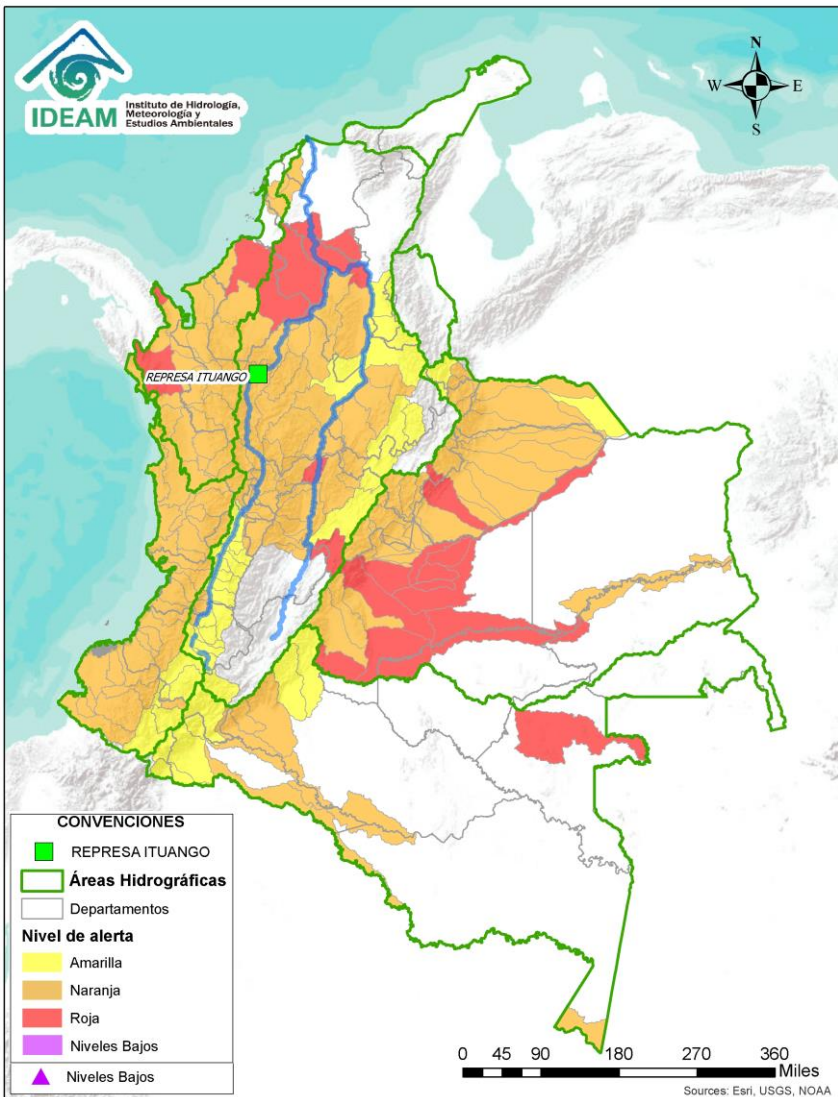 IDEAM
Instituto de Hidrología,
Meteorología y
Estudios Ambientales
N
W
E
S
REPRESA ITUANGO
CONVENCIONES
REPRESA ITUANGO
Áreas Hidrográficas
Departamentos
Nivel de alerta
Amarilla
Naranja
Roja
Niveles Bajos
Niveles Bajos
0 45 90 180 270 360
Miles
Sources: Esri, USGS, NOAA